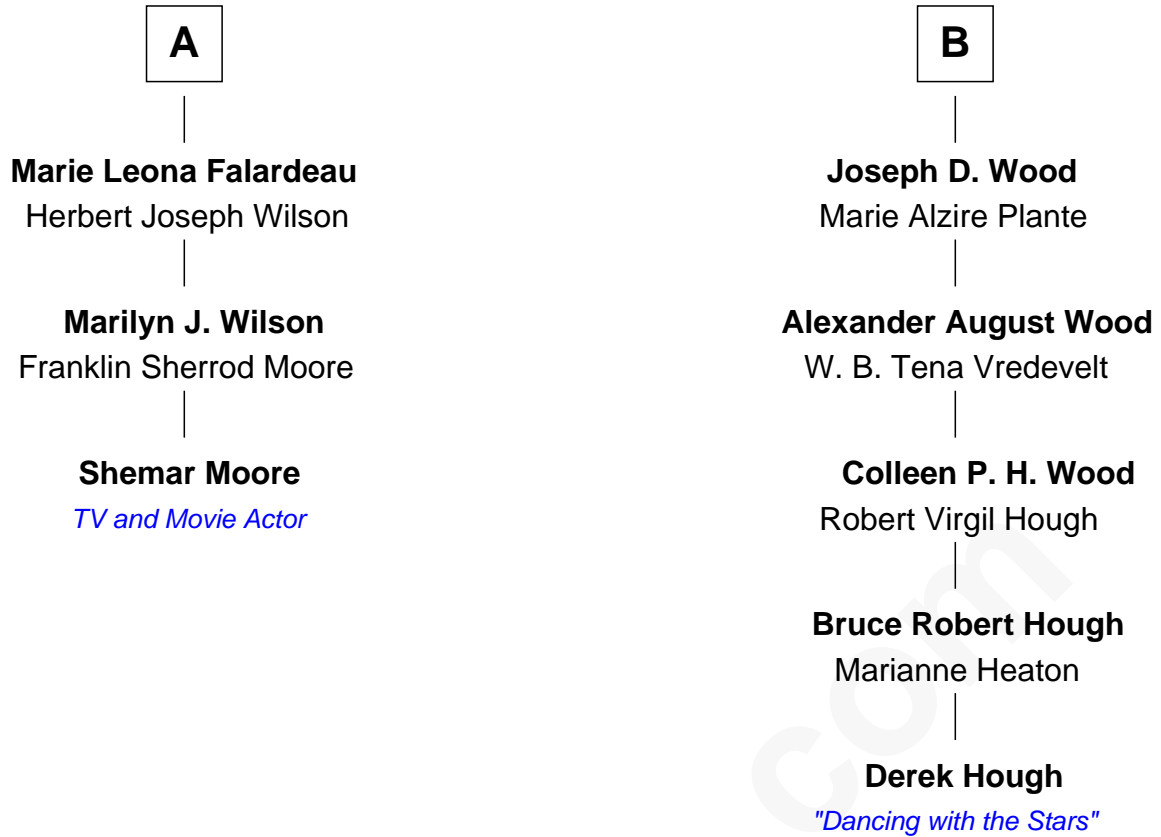 A
Marie Leona Falardeau
Herbert Joseph Wilson
Marilyn J. Wilson
Franklin Sherrod Moore
Shemar Moore
TV and Movie Actor
B
Joseph D. Wood
Marie Alzire Plante
Alexander August Wood
W. B. Tena Vredevelt
Colleen P. H. Wood
Robert Virgil Hough
Bruce Robert Hough
Marianne Heaton
Derek Hough
"Dancing with the Stars"
com